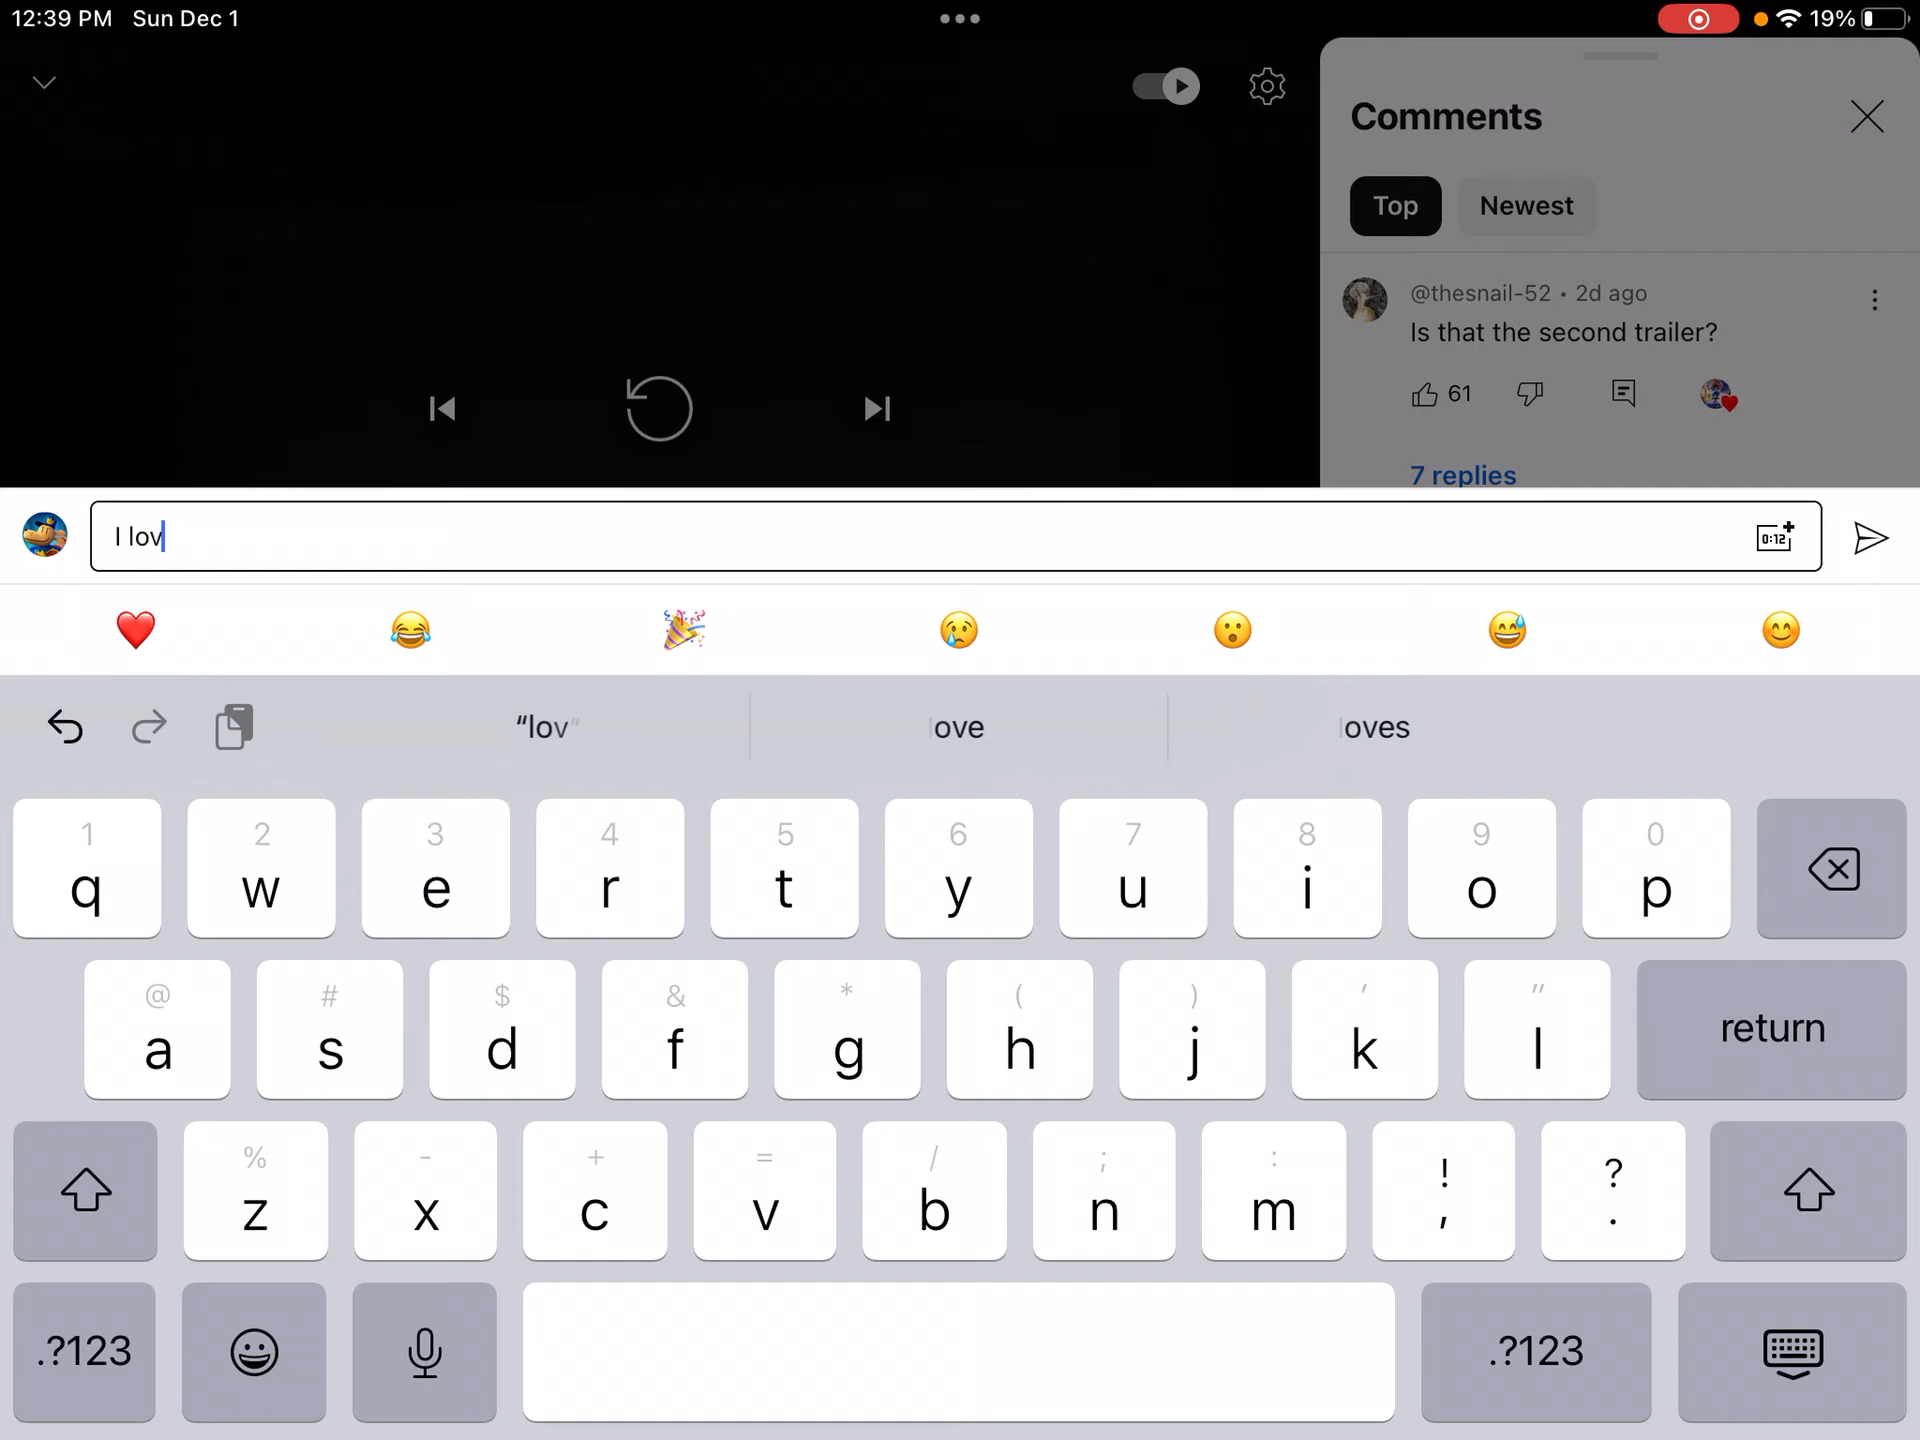 12:39 PM Sun Dec 1
19%
Comments
Top Newest
@thesnail-52 • 2d ago
Is that the second trailer?
61
7 replies
I lov
0:12
“lov” love loves
1 2 3 4 5 6 7 8 9 0
q w e r t y u i o p
@ # $ & * ( ) ' "
a s d f g h j k l return
% - + = / ; : ! ?
z x c v b n m , .
.?123 .?123